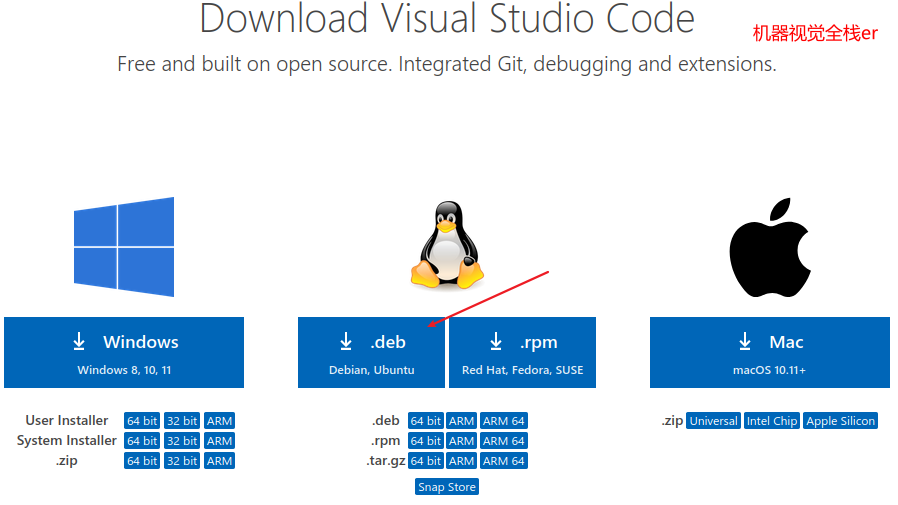 Download Visual Studio Code
机器视觉全栈er
Free and built on open source. Integrated Git, debugging and extensions.
Windows
Windows 8, 10, 11
.deb
Debian, Ubuntu
.rpm
Red Hat, Fedora, SUSE
Mac
macOS 10.11+
User Installer 64 bit 32 bit ARM
System Installer 64 bit 32 bit ARM
.zip 64 bit 32 bit ARM
.deb 64 bit ARM ARM 64
.rpm 64 bit ARM ARM 64
.tar.gz 64 bit ARM ARM 64
Snap Store
.zip Universal Intel Chip Apple Silicon